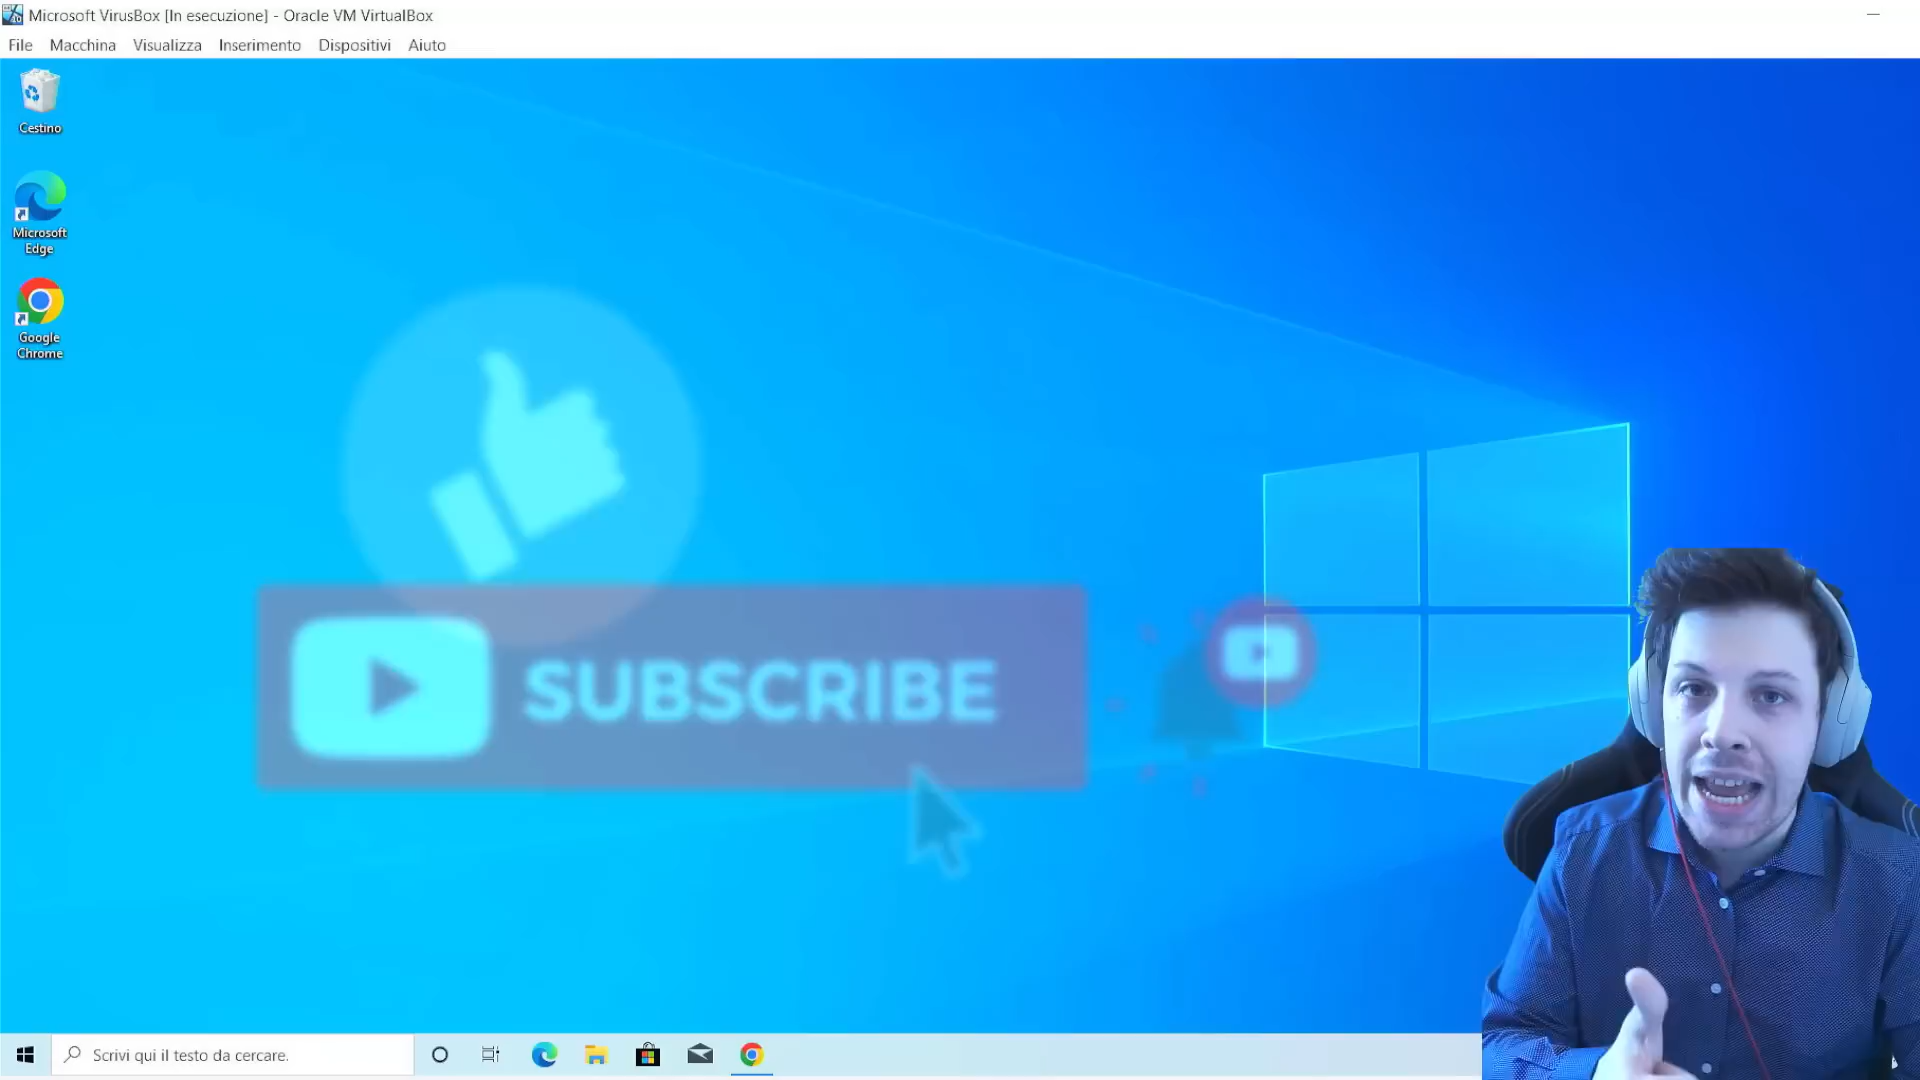 Microsoft VirusBox [In esecuzione] - Oracle VM VirtualBox
File Macchina Visualizza Inserimento Dispositivi Aiuto
Cestino
Microsoft
Edge
Google
Chrome
SUBSCRIBE
Scrivi qui il testo da cercare.